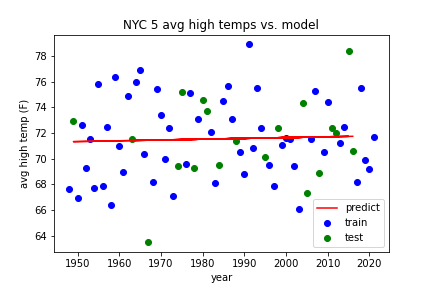 NYC 5 avg high temps vs. model
avg high temp (F)
78
76
74
72
70
68
66
64
1950 1960 1970 1980 1990 2000 2010 2020
year
predict
train
test